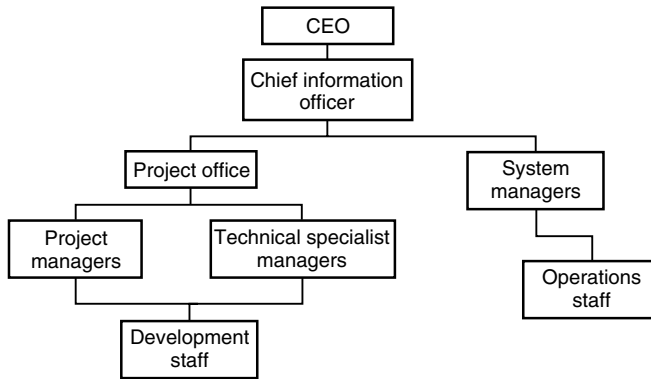 CEO
Chief information
officer
Project office
System
managers
Project
managers
Technical specialist
managers
Operations
staff
Development
staff